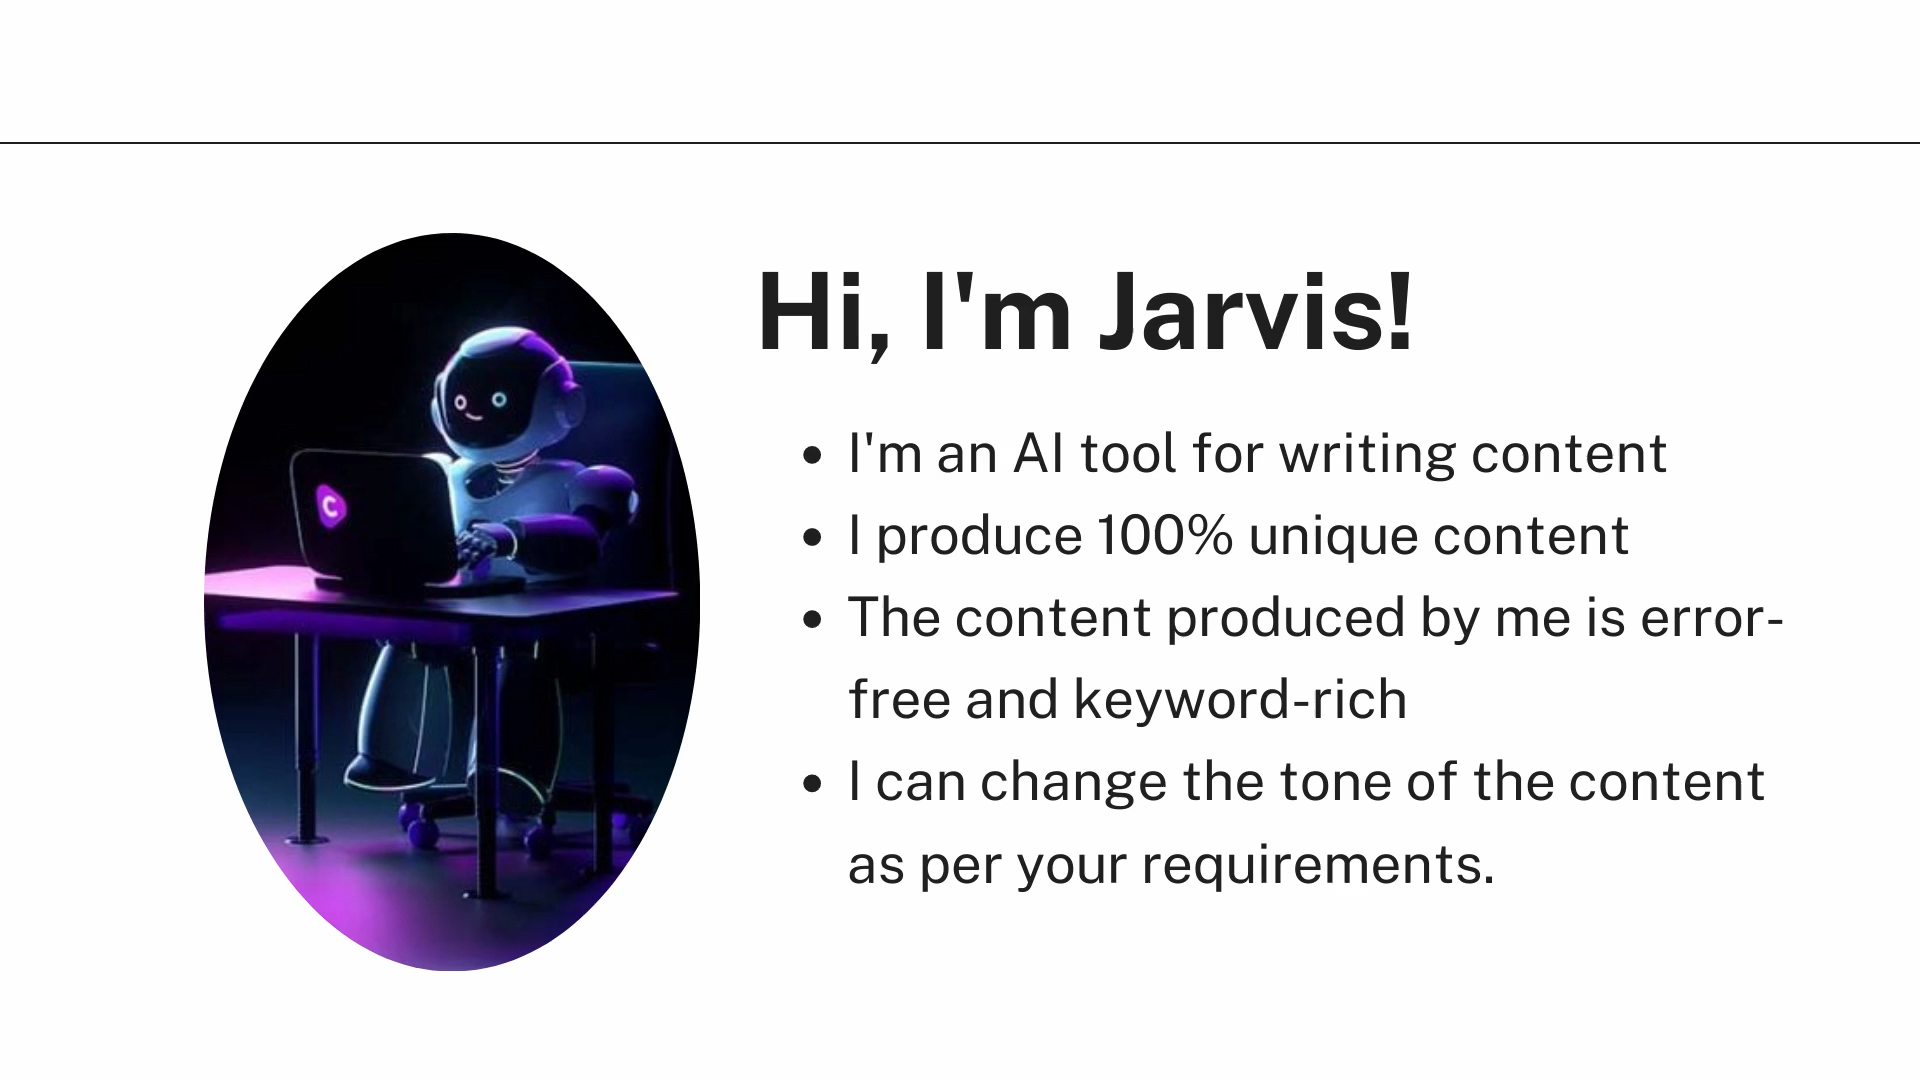 Hi, I'm Jarvis!
• I'm an AI tool for writing content
• I produce 100% unique content
• The content produced by me is error-
free and keyword-rich
• I can change the tone of the content
as per your requirements.
C